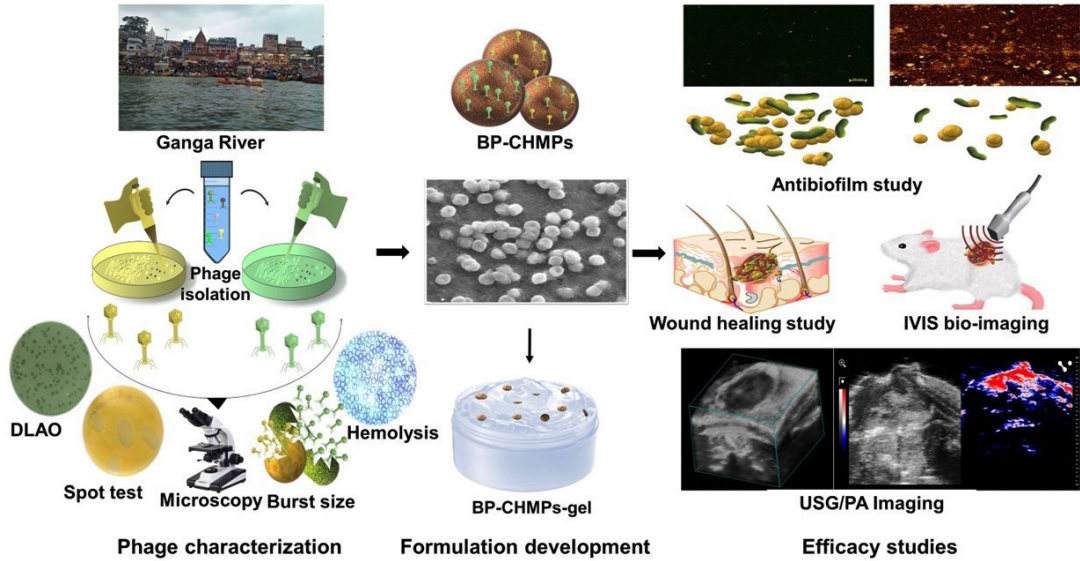 Ganga River
Phage
isolation
DLAO
Spot test
Microscopy
Burst size
Hemolysis
Phage characterization
BP-CHMPs
BP-CHMPs-gel
Formulation development
Antibiofilm study
Wound healing study
IVIS bio-imaging
USG/PA Imaging
Efficacy studies